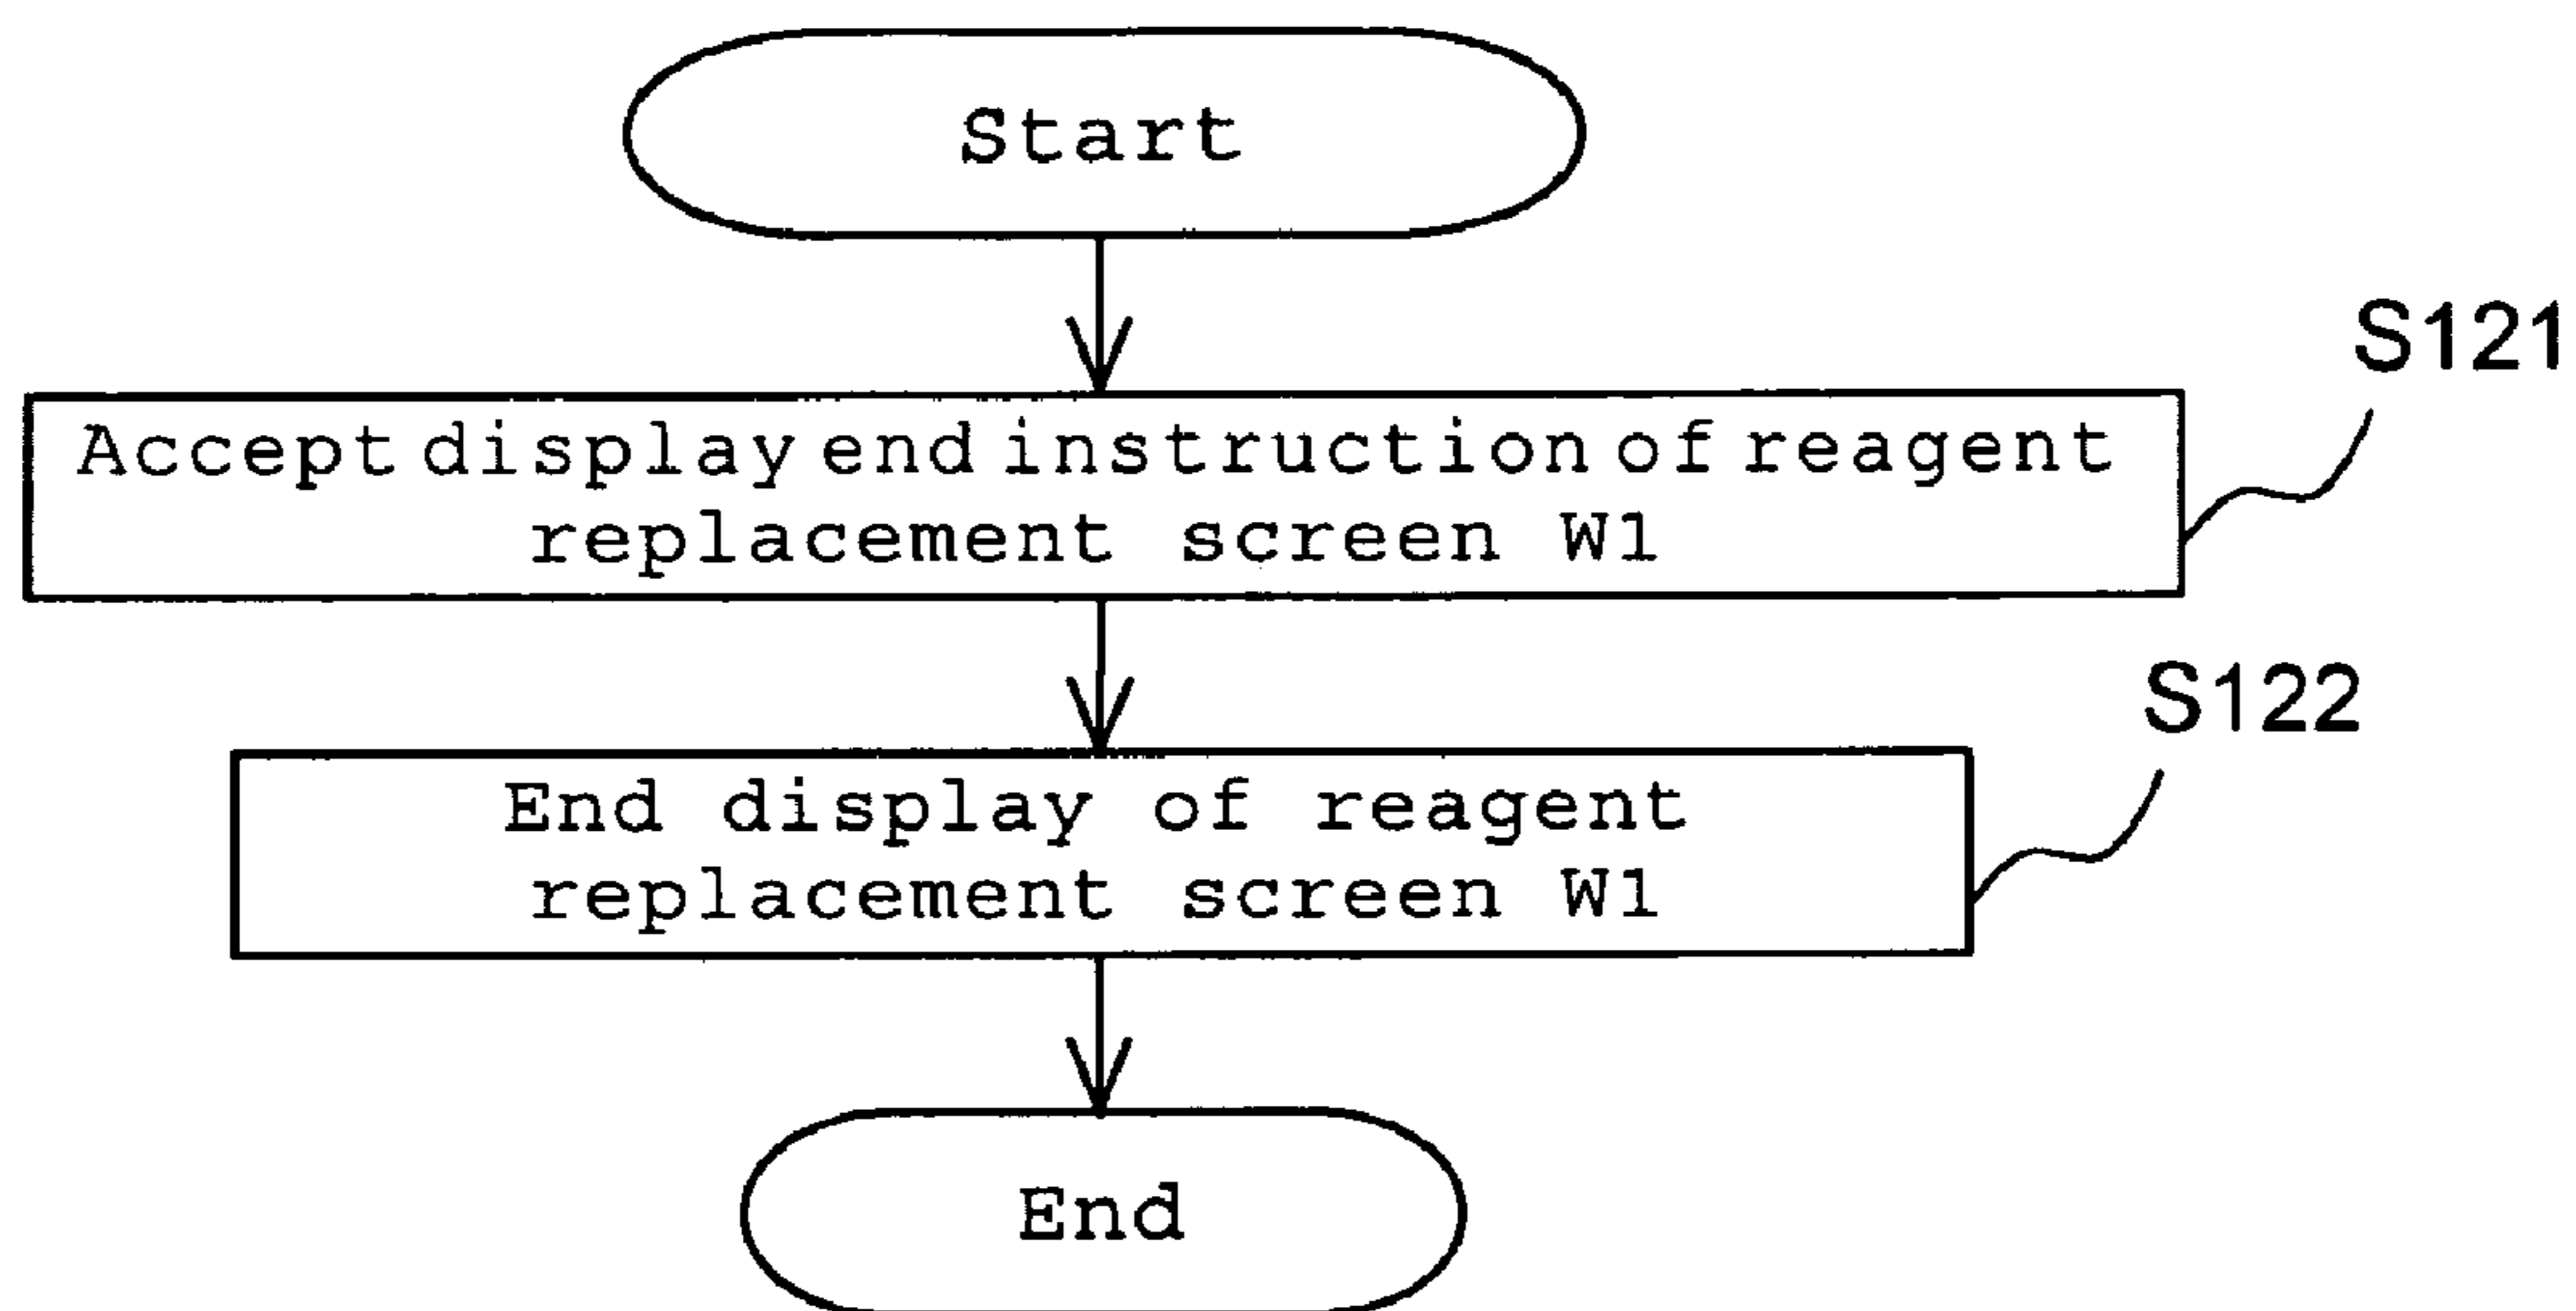 Start
S121
Accept display end instruction of reagent
replacement screen W1
S122
End display of reagent
replacement screen W1
End